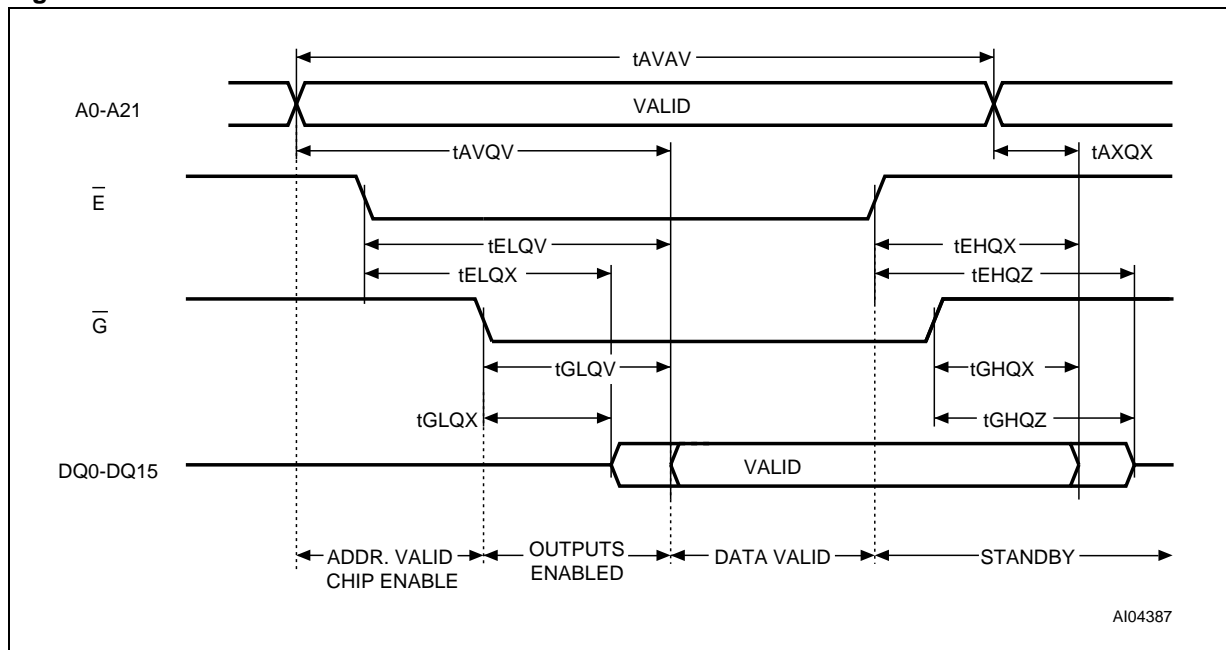 tAVAV
A0-A21
VALID
tAVQV
tAXQX
E
tELQV
tEHQX
tELQX
tEHQZ
G
tGLQV
tGHQX
tGLQX
tGHQZ
DQ0-DQ15
VALID
ADDR. VALID
CHIP ENABLE
OUTPUTS
ENABLED
DATA VALID
STANDBY
AI04387